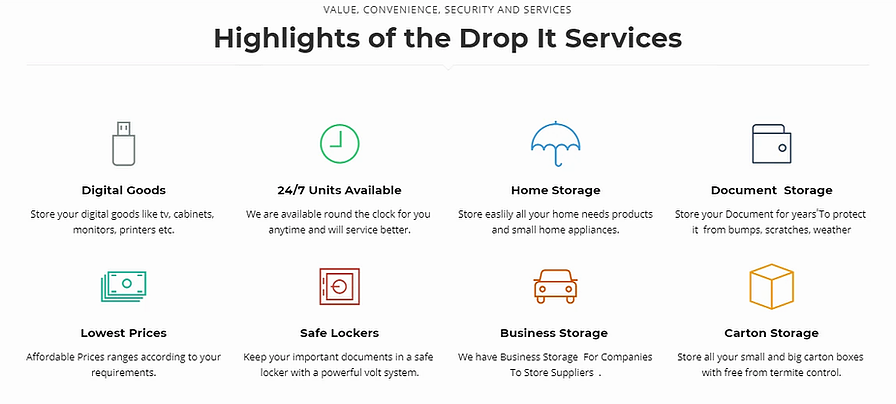 VALUE, CONVENIENCE, SECURITY AND SERVICES
Highlights of the Drop It Services
Digital Goods
Store your digital goods like tv, cabinets,
monitors, printers etc.
24/7 Units Available
We are available round the clock for you
anytime and will service better.
Home Storage
Store easlily all your home needs products
and small home appliances.
Document Storage
Store your Document for years'To protect
it from bumps, scratches, weather
Lowest Prices
Affordable Prices ranges according to your
requirements.
Safe Lockers
Keep your important documents in a safe
locker with a powerful volt system.
Business Storage
We have Business Storage For Companies
To Store Suppliers .
Carton Storage
Store all your small and big carton boxes
with free from termite control.